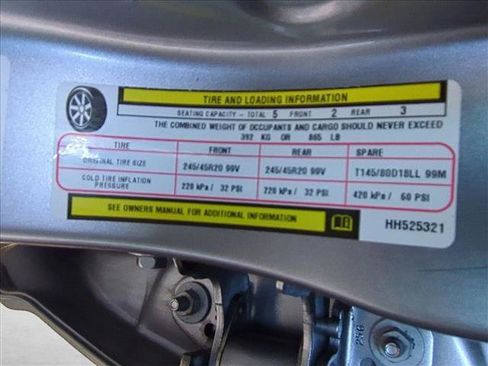 TIRE AND LOADING INFORMATION
SEATING CAPACITY - TOTAL 5 FRONT 2 REAR 3
THE COMBINED WEIGHT OF OCCUPANTS AND CARGO SHOULD NEVER EXCEED
392 KG OR 865 LB
TIRE FRONT REAR SPARE
ORIGINAL TIRE SIZE 245/45R20 99V 245/45R20 99V T145/80D18LL 99M
COLD TIRE INFLATION PRESSURE 220 kPa / 32 PSI 220 kPa / 32 PSI 420 kPa / 60 PSI
SEE OWNERS MANUAL FOR ADDITIONAL INFORMATION
HH525321